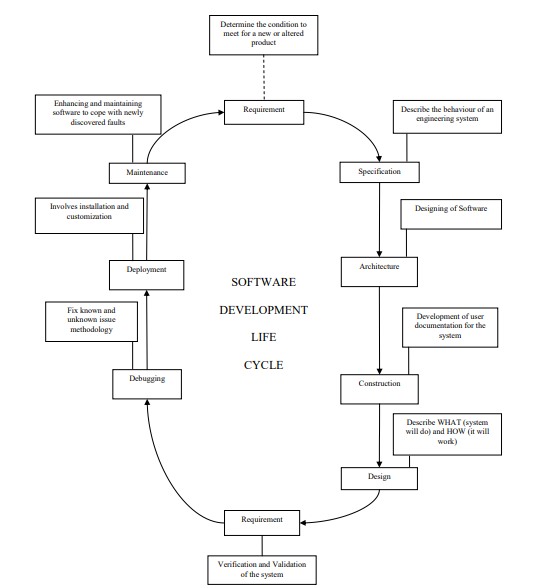 Determine the condition to
meet for a new or altered
product
Requirement
Enhancing and maintaining
software to cope with newly
discovered faults
Describe the behaviour of an
engineering system
Maintenance
Specification
Involves installation and
customization
Designing of Software
Deployment
Architecture
SOFTWARE
DEVELOPMENT
LIFE
CYCLE
Fix known and
unknown issue
methodology
Development of user
documentation for the
system
Debugging
Construction
Describe WHAT (system
will do) and HOW (it will
work)
Design
Requirement
Verification and Validation
of the system